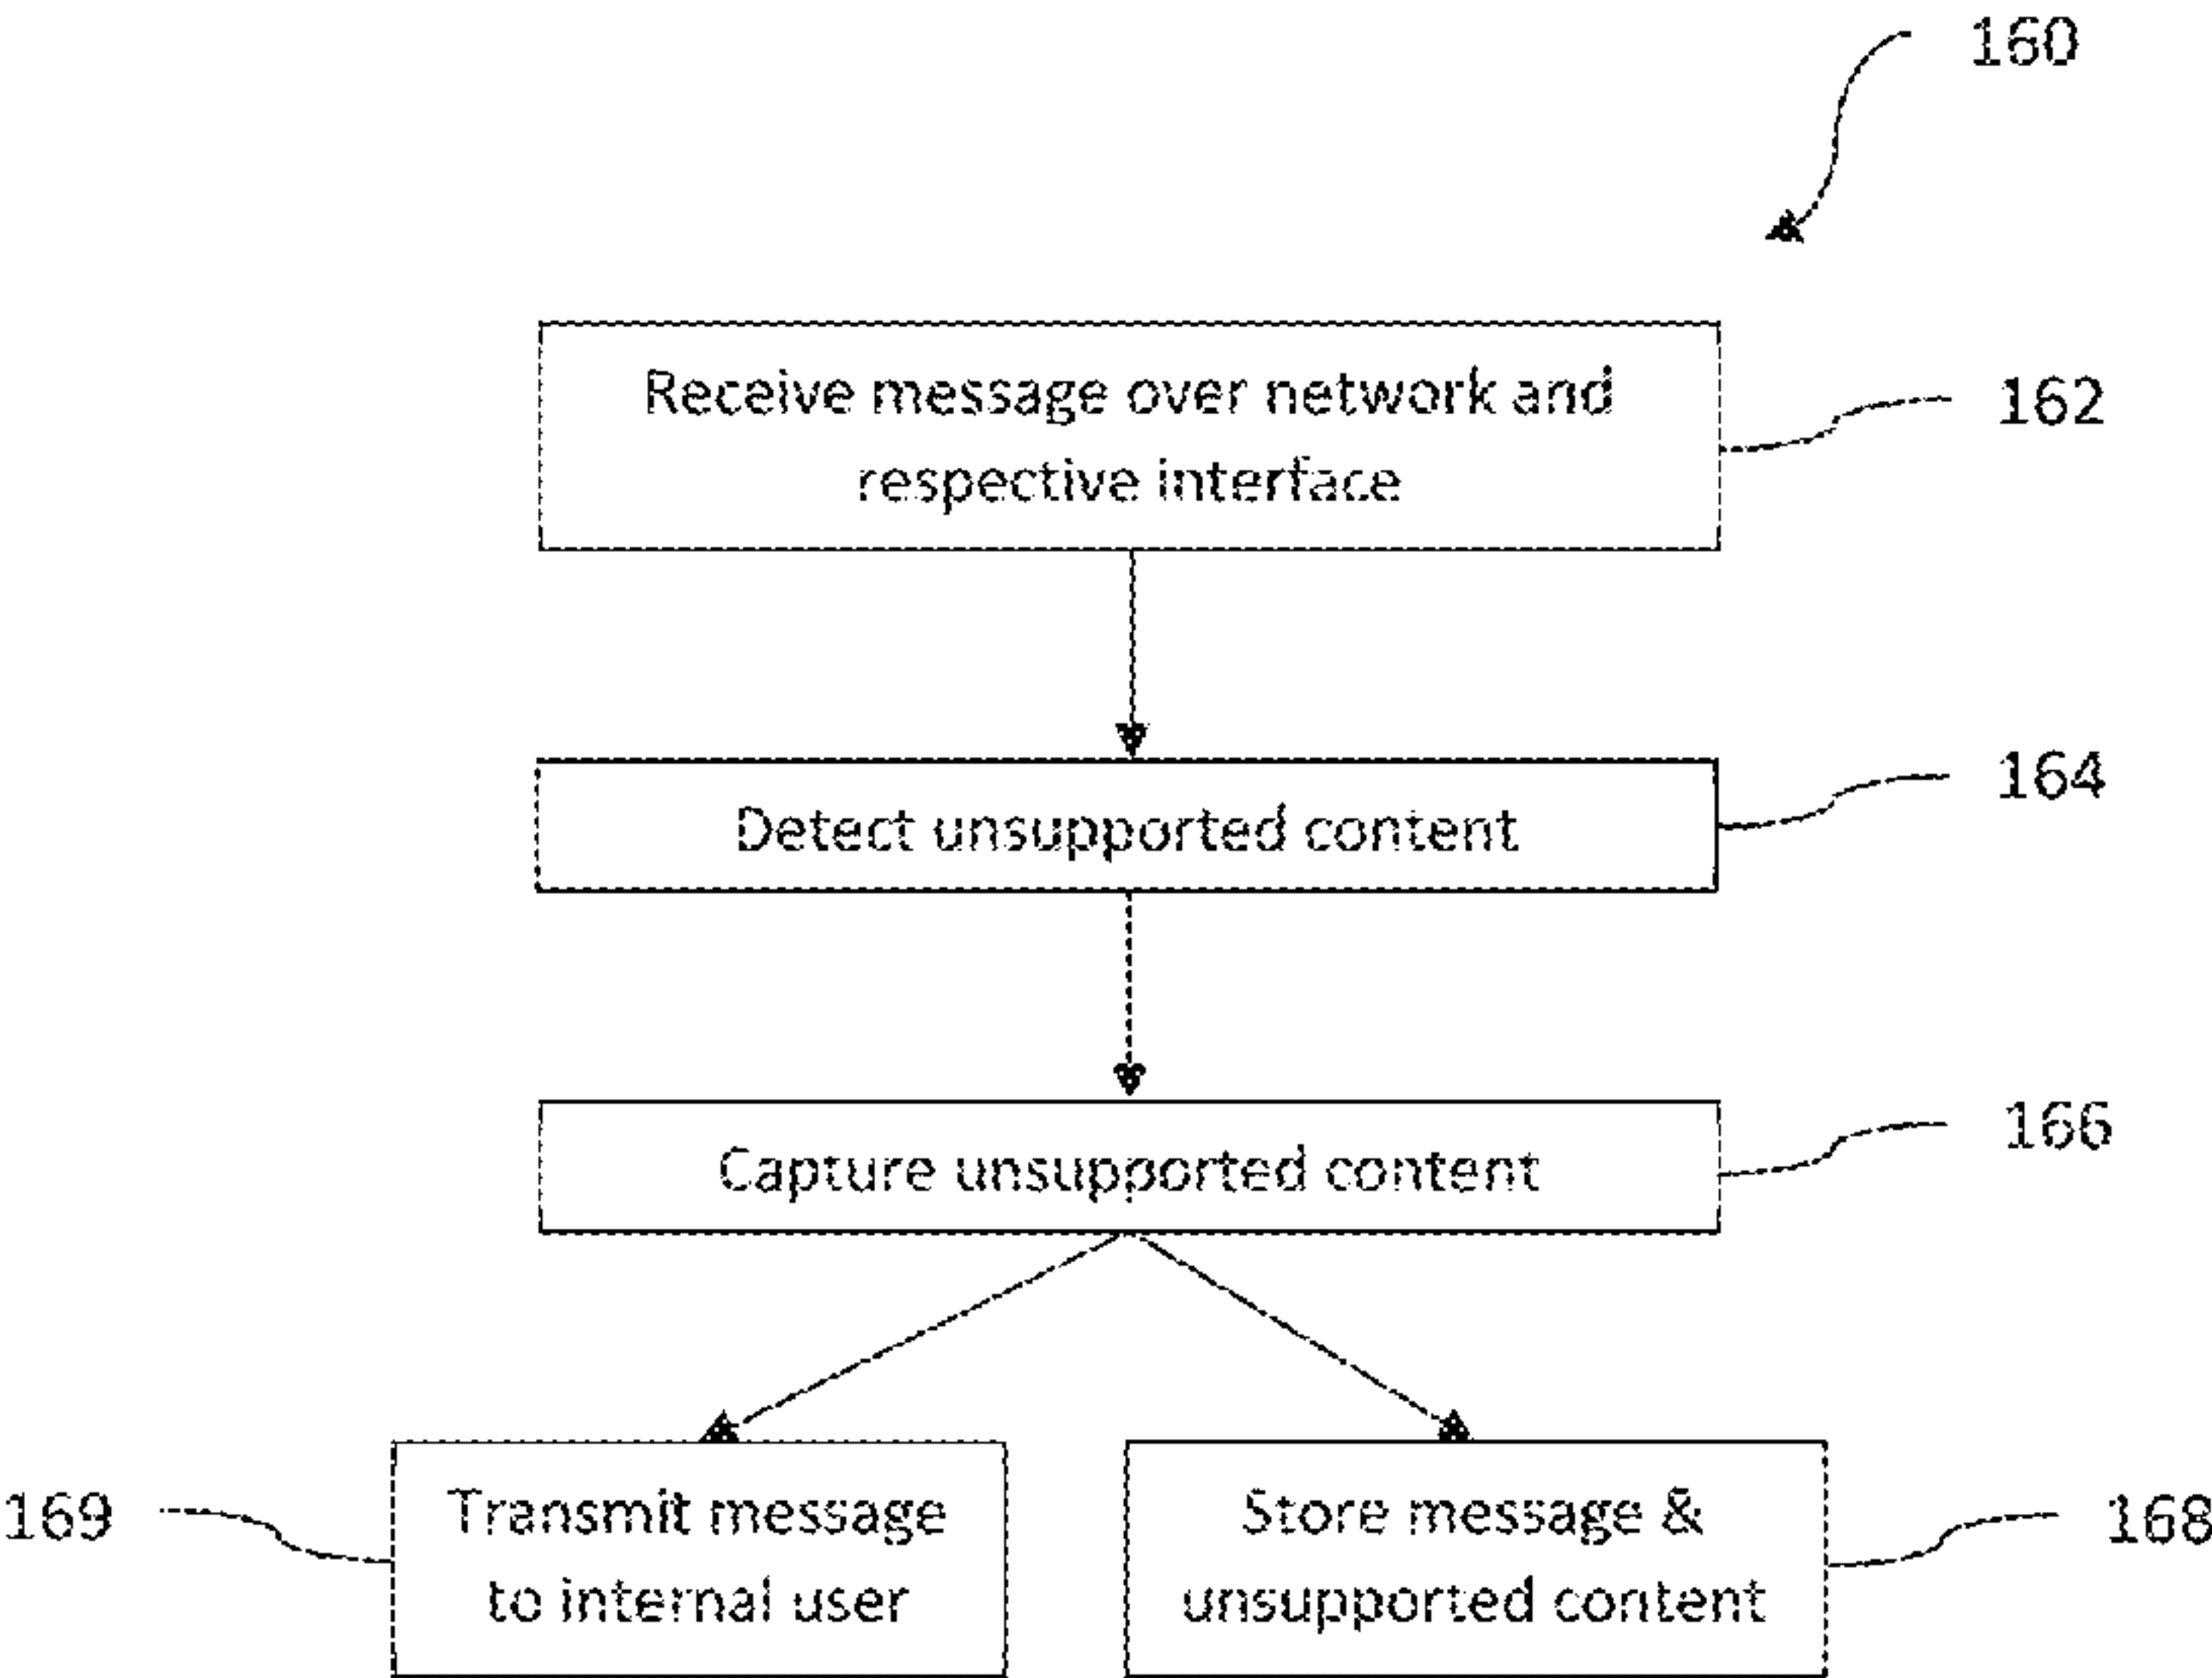 160
Receive message over network and
respective interface
162
Detect unsupported content
164
Capture unsupported content
166
169
Transmit message
to internal user
Store message &
unsupported content
168